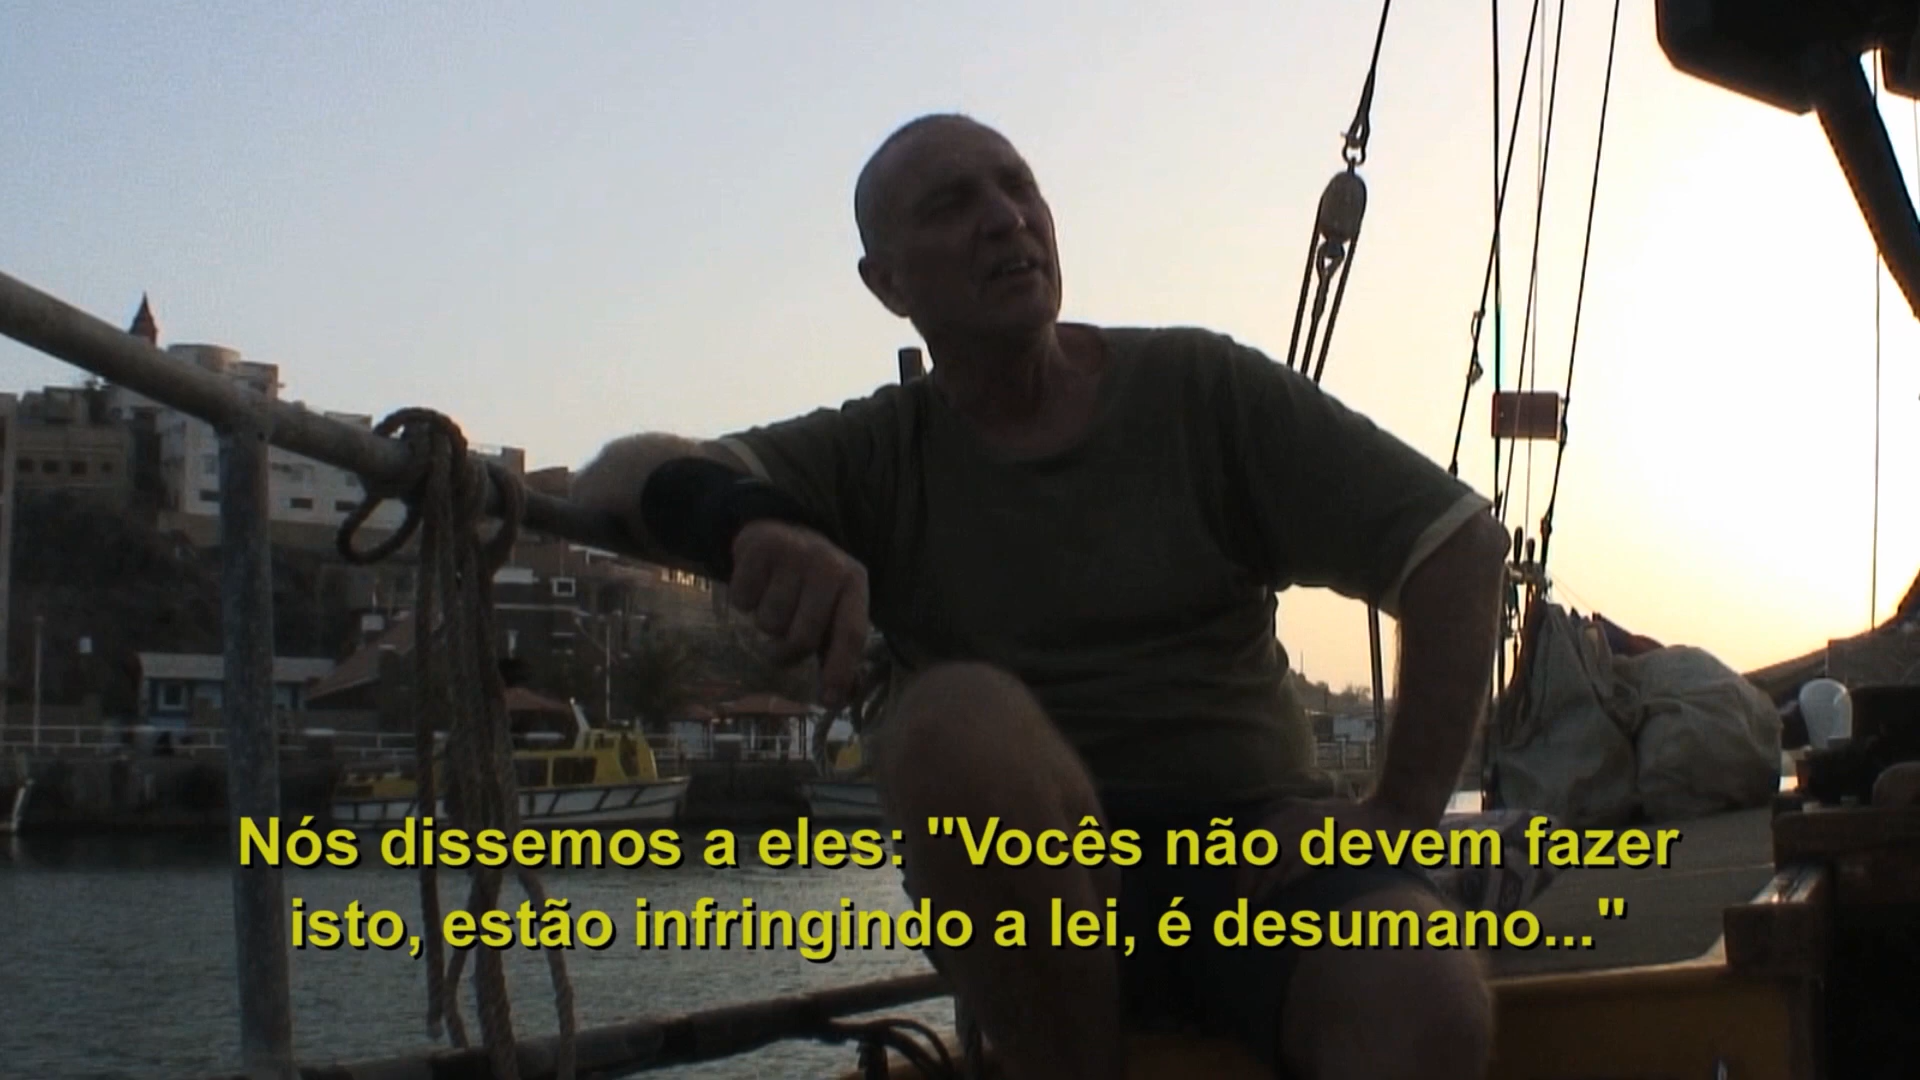 Nós dissemos a eles: "Vocês não devem fazer
isto, estão infringindo a lei, é desumano..."